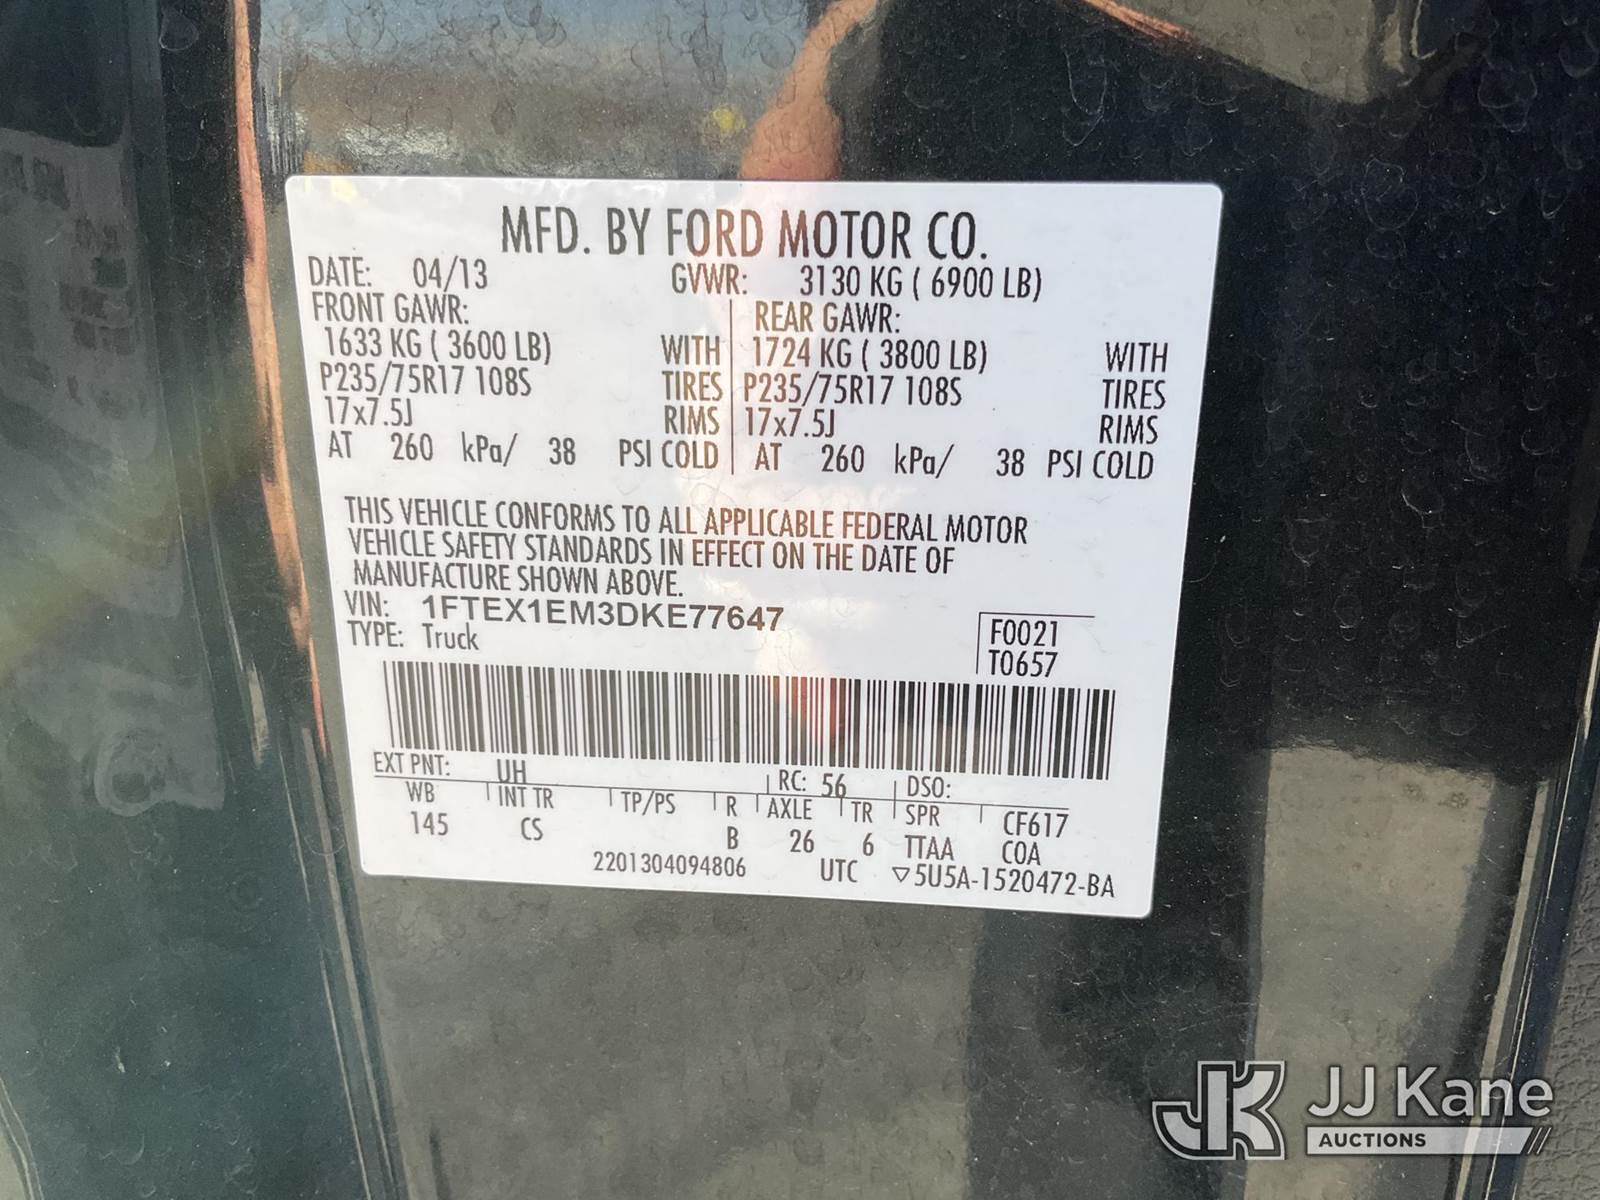 MFD. BY FORD MOTOR CO.
DATE: 04/13 GVWR: 3130 KG ( 6900 LB)
FRONT GAWR: REAR GAWR:
1633 KG ( 3600 LB) WITH 1724 KG ( 3800 LB) WITH
P235/75R17 108S TIRES P235/75R17 108S TIRES
17x7.5J RIMS 17x7.5J RIMS
AT 260 kPa/ 38 PSI COLD AT 260 kPa/ 38 PSI COLD
THIS VEHICLE CONFORMS TO ALL APPLICABLE FEDERAL MOTOR
VEHICLE SAFETY STANDARDS IN EFFECT ON THE DATE OF
MANUFACTURE SHOWN ABOVE.
VIN: 1FTEX1EM3DKE77647
TYPE: Truck
F0021
T0657
EXT PNT: UH RC: 56 DSO:
WB INT TR TP/PS R AXLE TR SPR CF617
145 CS B 26 6 TTAA COA
2201304094806 UTC ▽5U5A-1520472-BA
JK JJ Kane
AUCTIONS